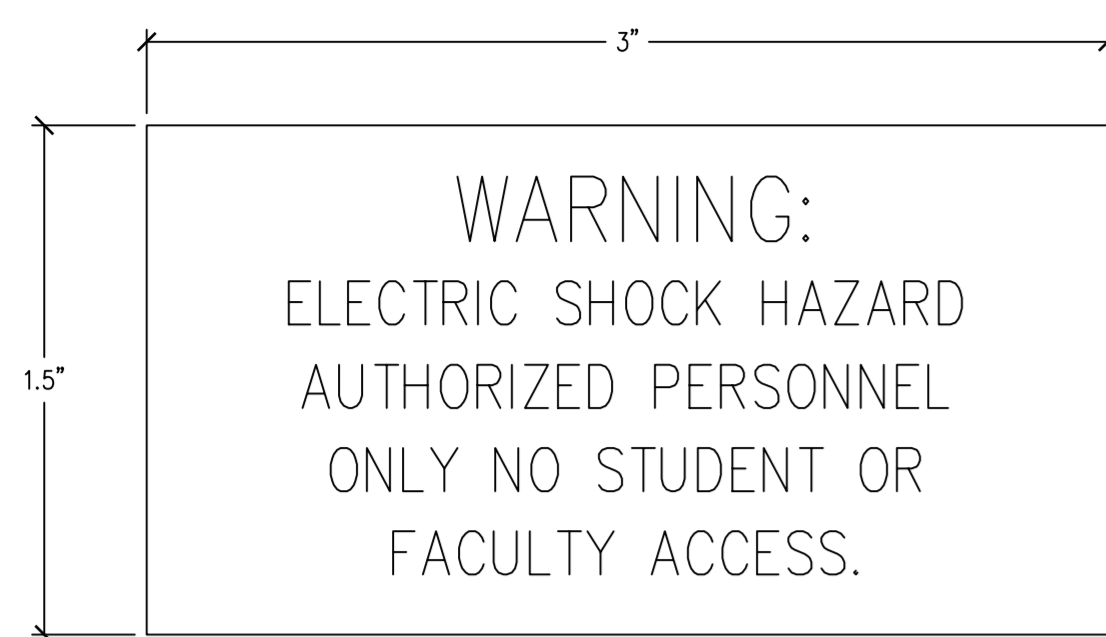 3”
1.5”
WARNING:
ELECTRIC SHOCK HAZARD
AUTHORIZED PERSONNEL
ONLY NO STUDENT OR
FACULTY ACCESS.